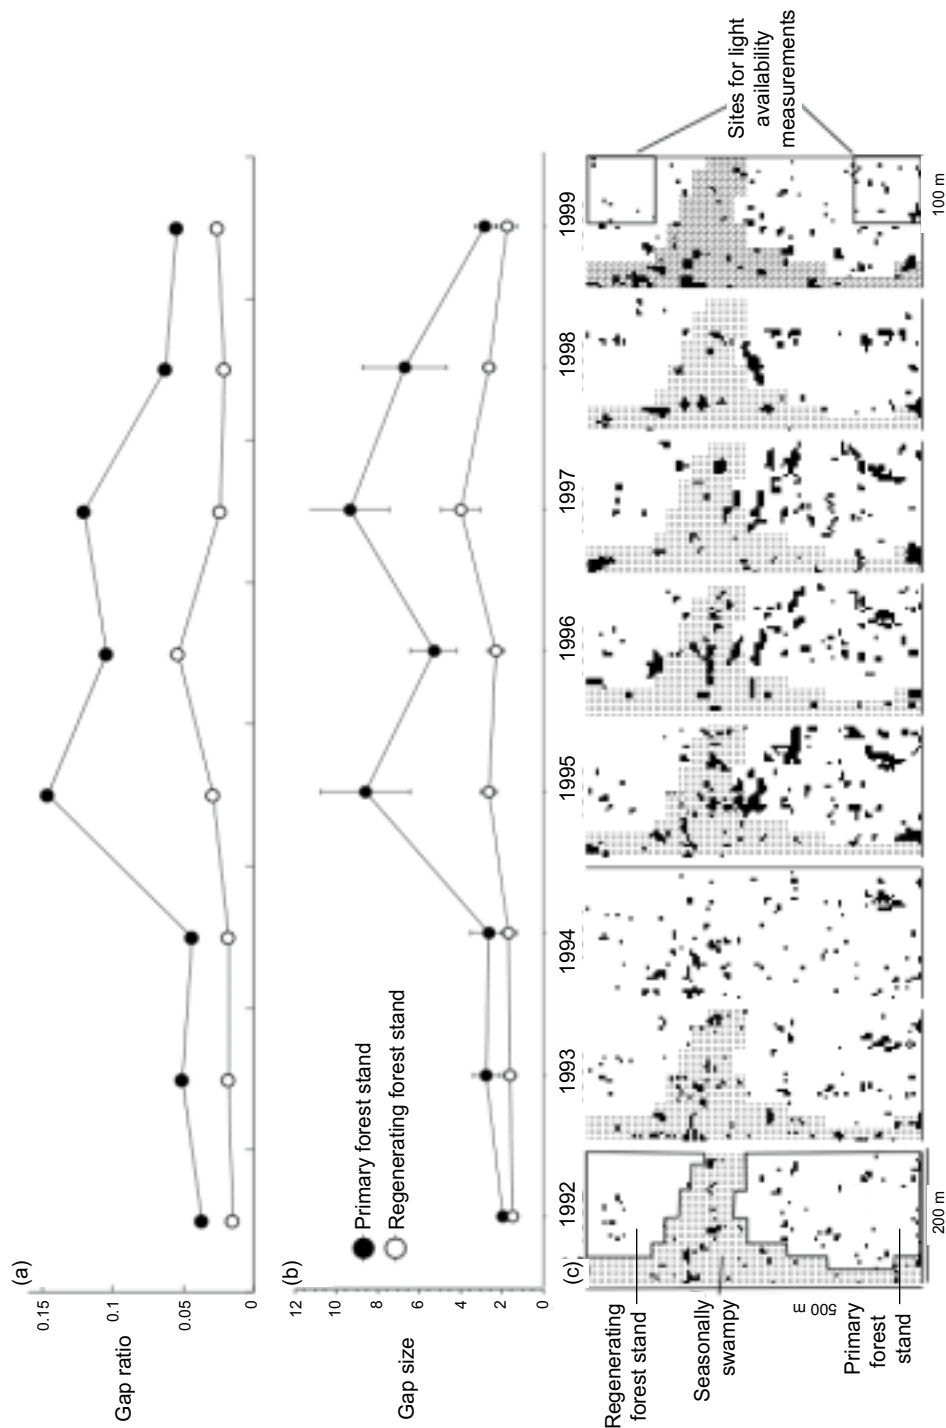 (a)
0.15
0.1
0.05
0
Gap ratio
(b)
12
10
8
6
4
2
0
Gap size
Primary forest stand
Regenerating forest stand
(c)
1992
1993
1994
1995
1996
1997
1998
1999
Regenerating
forest stand
Seasonally
swampy
500 m
Primary
forest
stand
200 m
100 m
Sites for light
availability
measurements